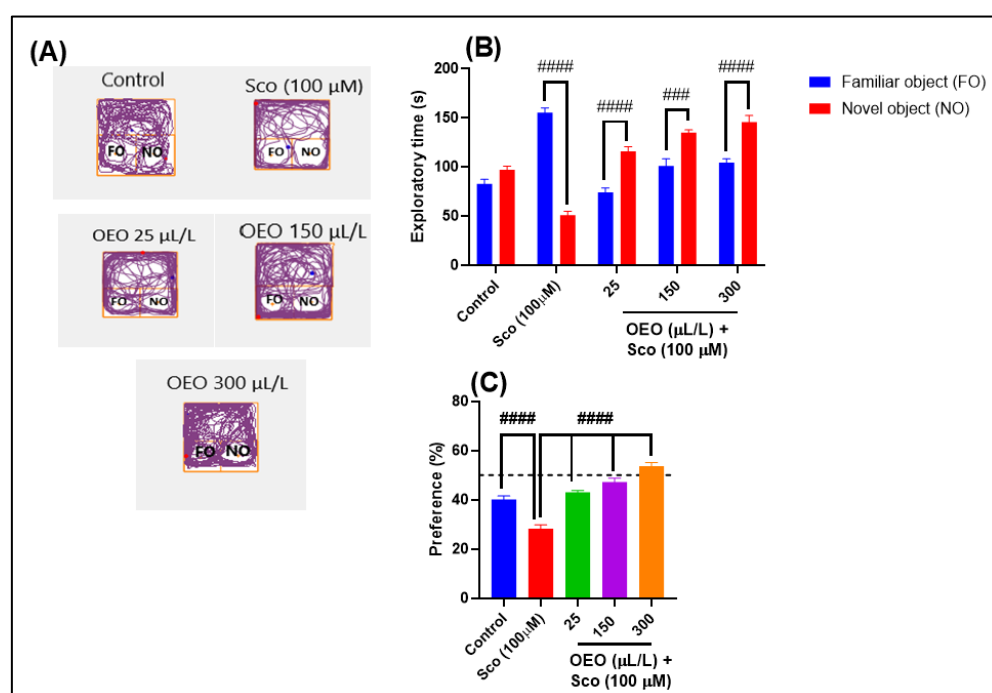 (A)
Control
Sco (100 µM)
FO NO
FO NO
OEO 25 µL/L
OEO 150 µL/L
FO NO
FO NO
OEO 300 µL/L
FO NO
(B)
Exploratory time (s)
200
150
100
50
0
####
####
###
####
Control
Sco (100µM)
25
150
300
OEO (µL/L) +
Sco (100 µM)
Familiar object (FO)
Novel object (NO)
(C)
Preference (%)
80
60
40
20
0
####
####
Control
Sco (100µM)
25
150
300
OEO (µL/L) +
Sco (100 µM)